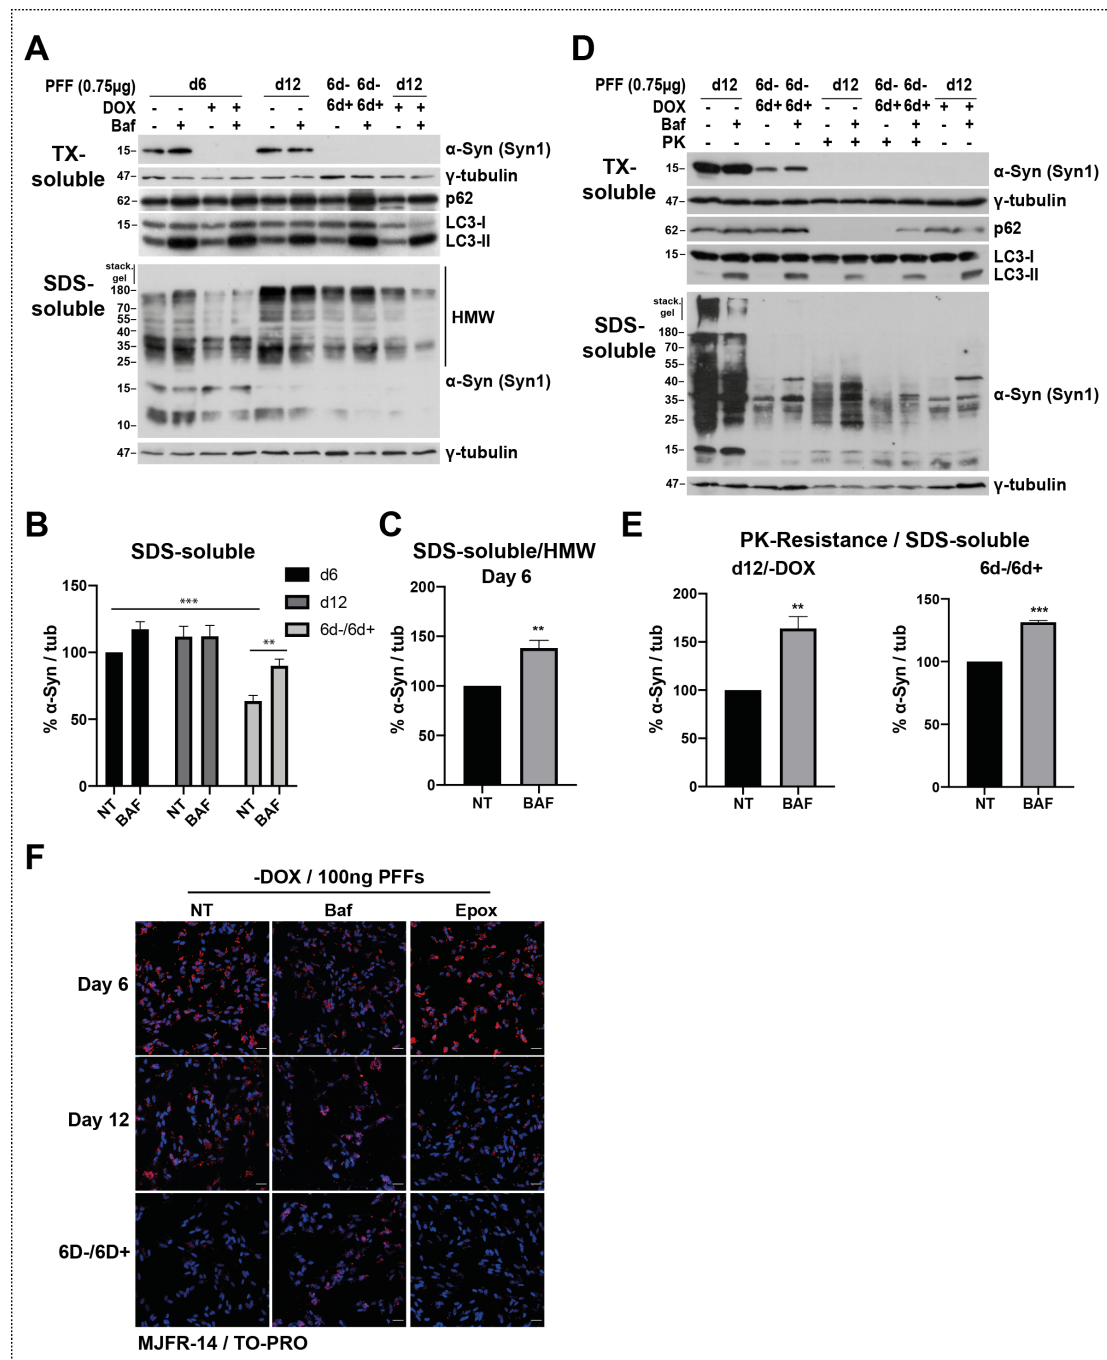 A
PFF (0.75µg) d6 d12 6d- 6d- d12
DOX - - + + - - 6d+ 6d+ + +
Baf - + - + - + - + - +
TX-soluble
15– α-Syn (Syn1)
47– γ-tubulin
62– p62
15– LC3-I
LC3-II
SDS-soluble
stack. gel
180–
70–
55–
40–
35–
25–
HMW
15– α-Syn (Syn1)
10–
47– γ-tubulin
D
PFF (0.75µg) d12 6d- 6d- d12 6d- 6d- d12
DOX - - 6d+ 6d+ - - 6d+ 6d+ + +
Baf - + - + - + - + - +
PK - - - - + + + + - -
TX-soluble
15– α-Syn (Syn1)
47– γ-tubulin
62– p62
15– LC3-I
LC3-II
SDS-soluble
stack. gel
180–
70–
55–
40–
35–
25–
α-Syn (Syn1)
15–
47– γ-tubulin
B
SDS-soluble
% α-Syn / tub
150
100
50
0
***
**
d6
d12
6d-/6d+
NT BAF NT BAF NT BAF
C
SDS-soluble/HMW
Day 6
% α-Syn / tub
200
150
100
50
0
**
NT BAF
E
PK-Resistance / SDS-soluble
d12/-DOX
% α-Syn / tub
200
150
100
50
0
**
NT BAF
6d-/6d+
% α-Syn / tub
150
100
50
0
***
NT BAF
F
-DOX / 100ng PFFs
NT Baf Epox
Day 6
Day 12
6D-/6D+
MJFR-14 / TO-PRO